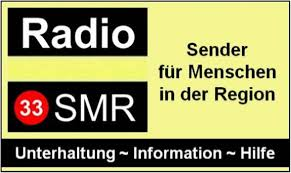 Radio
33 SMR
Sender
für Menschen
in der Region
Unterhaltung ~ Information ~ Hilfe